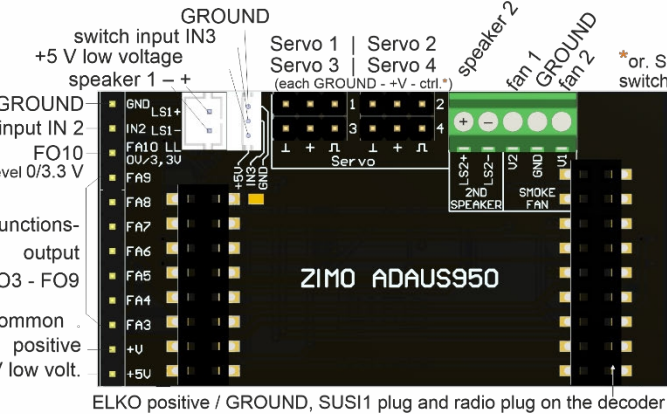 GROUND
switch input IN3
+5 V low voltage
speaker 1 – +
Servo 1 | Servo 2
Servo 3 | Servo 4
(each GROUND - +V - ctrl.*)
speaker 2
fan 1
GROUND
fan 2
*or. S
switch
GROUND
input IN 2
FO10
evel 0/3.3 V
unctions-
output
O3 - FO9
ommon
positive
V low volt.
GND
LS1+
IN2
LS1-
FA10 LL
0V/3,3V
FA9
FA8
FA7
FA6
FA5
FA4
FA3
+V
+5V
+5V
IN3
GND
1
2
3
4
⊥ + ⊓ ⊥ + ⊓
Servo
+ –
LS2+
LS2-
V2
GND
V1
2ND
SPEAKER
SMOKE
FAN
ZIMO ADAUS950
ELKO positive / GROUND, SUSI1 plug and radio plug on the decoder